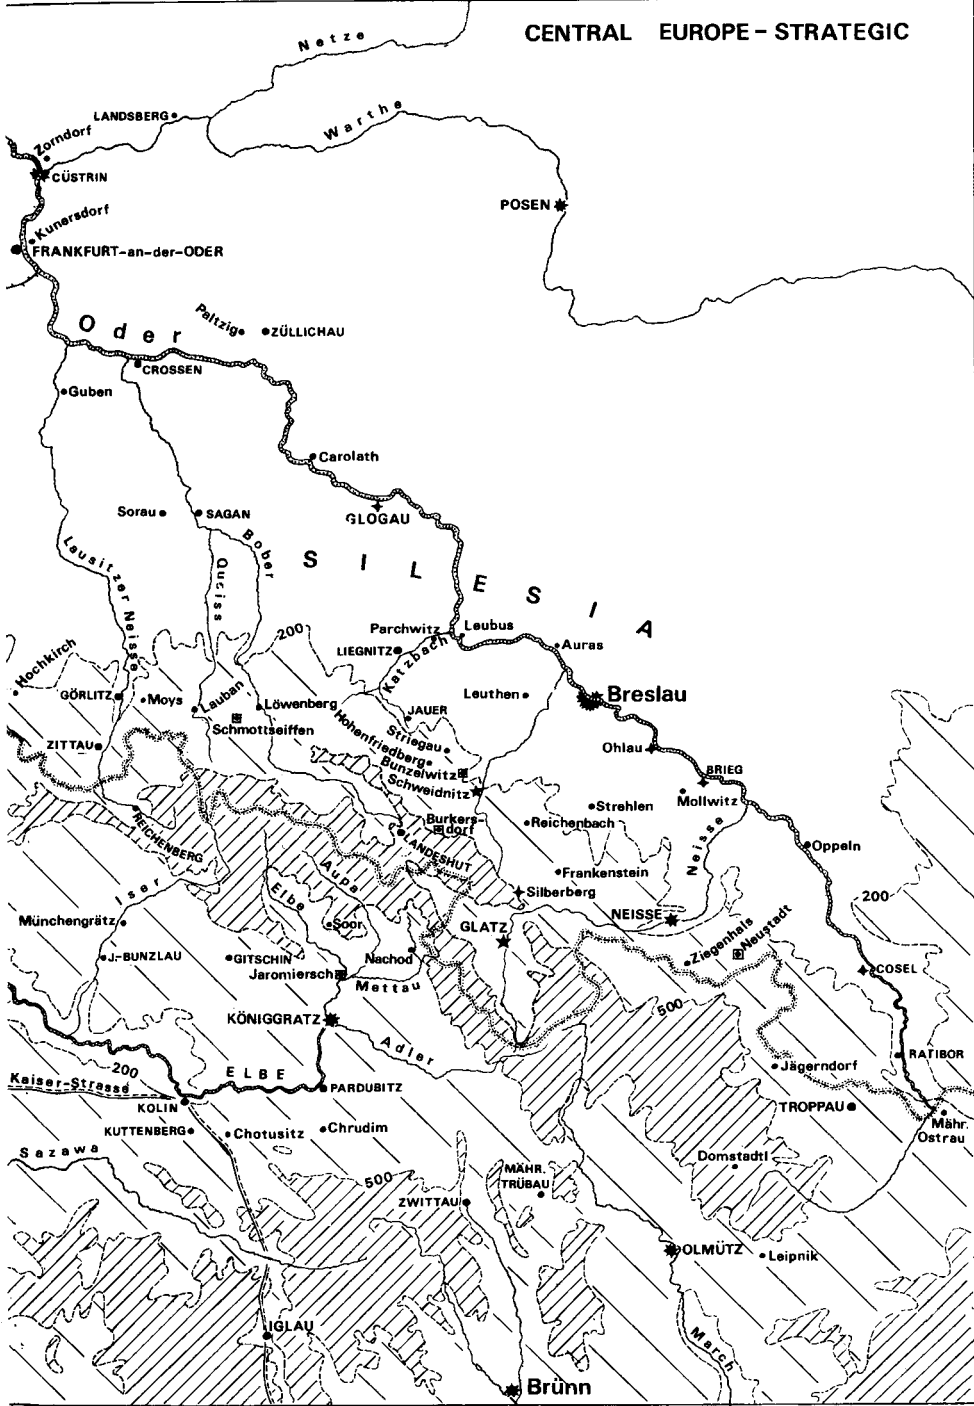 CENTRAL EUROPE – STRATEGIC
Netze
LANDSBERG
Warthe
Zorndorf
CÜSTRIN
POSEN
Kunersdorf
FRANKFURT-an-der-ODER
Oder
Paltzig
ZÜLLICHAU
CROSSEN
Guben
Carolath
Sorau
SAGAN
GLOGAU
Bober
Lausitzer Neisse
Queiss
SILESIA
200
Parchwitz
Leubus
LIEGNITZ
Katzbach
Auras
Hochkirch
GÖRLITZ
Moys
Lauban
Löwenberg
Leuthen
Breslau
Schmottseiffen
JAUER
Striegau
Hohenfriedberg
Bunzelwitz
Schweidnitz
ZITTAU
Ohlau
BRIEG
Mollwitz
Strehlen
Reichenbach
REICHENBERG
Burkers-
dorf
LANDESHUT
Neisse
Oppeln
Aupa
Frankenstein
Iser
Elbe
Silberberg
200
Münchengrätz
Soor
GLATZ
NEISSE
Ziegenhals
Neustadt
J.-BUNZLAU
GITSCHIN
Nachod
Jaromiersch
Mettau
COSEL
500
KÖNIGGRATZ
Adler
RATIBOR
200
ELBE
Jägerndorf
Kaiser-Strasse
PARDUBITZ
KOLIN
TROPPAU
Mähr.
Ostrau
KUTTENBERG
Chotusitz
Chrudim
Sazawa
Domstadtl
500
MÄHR.
TRÜBAU
ZWITTAU
OLMÜTZ
Leipnik
IGLAU
March
Brünn